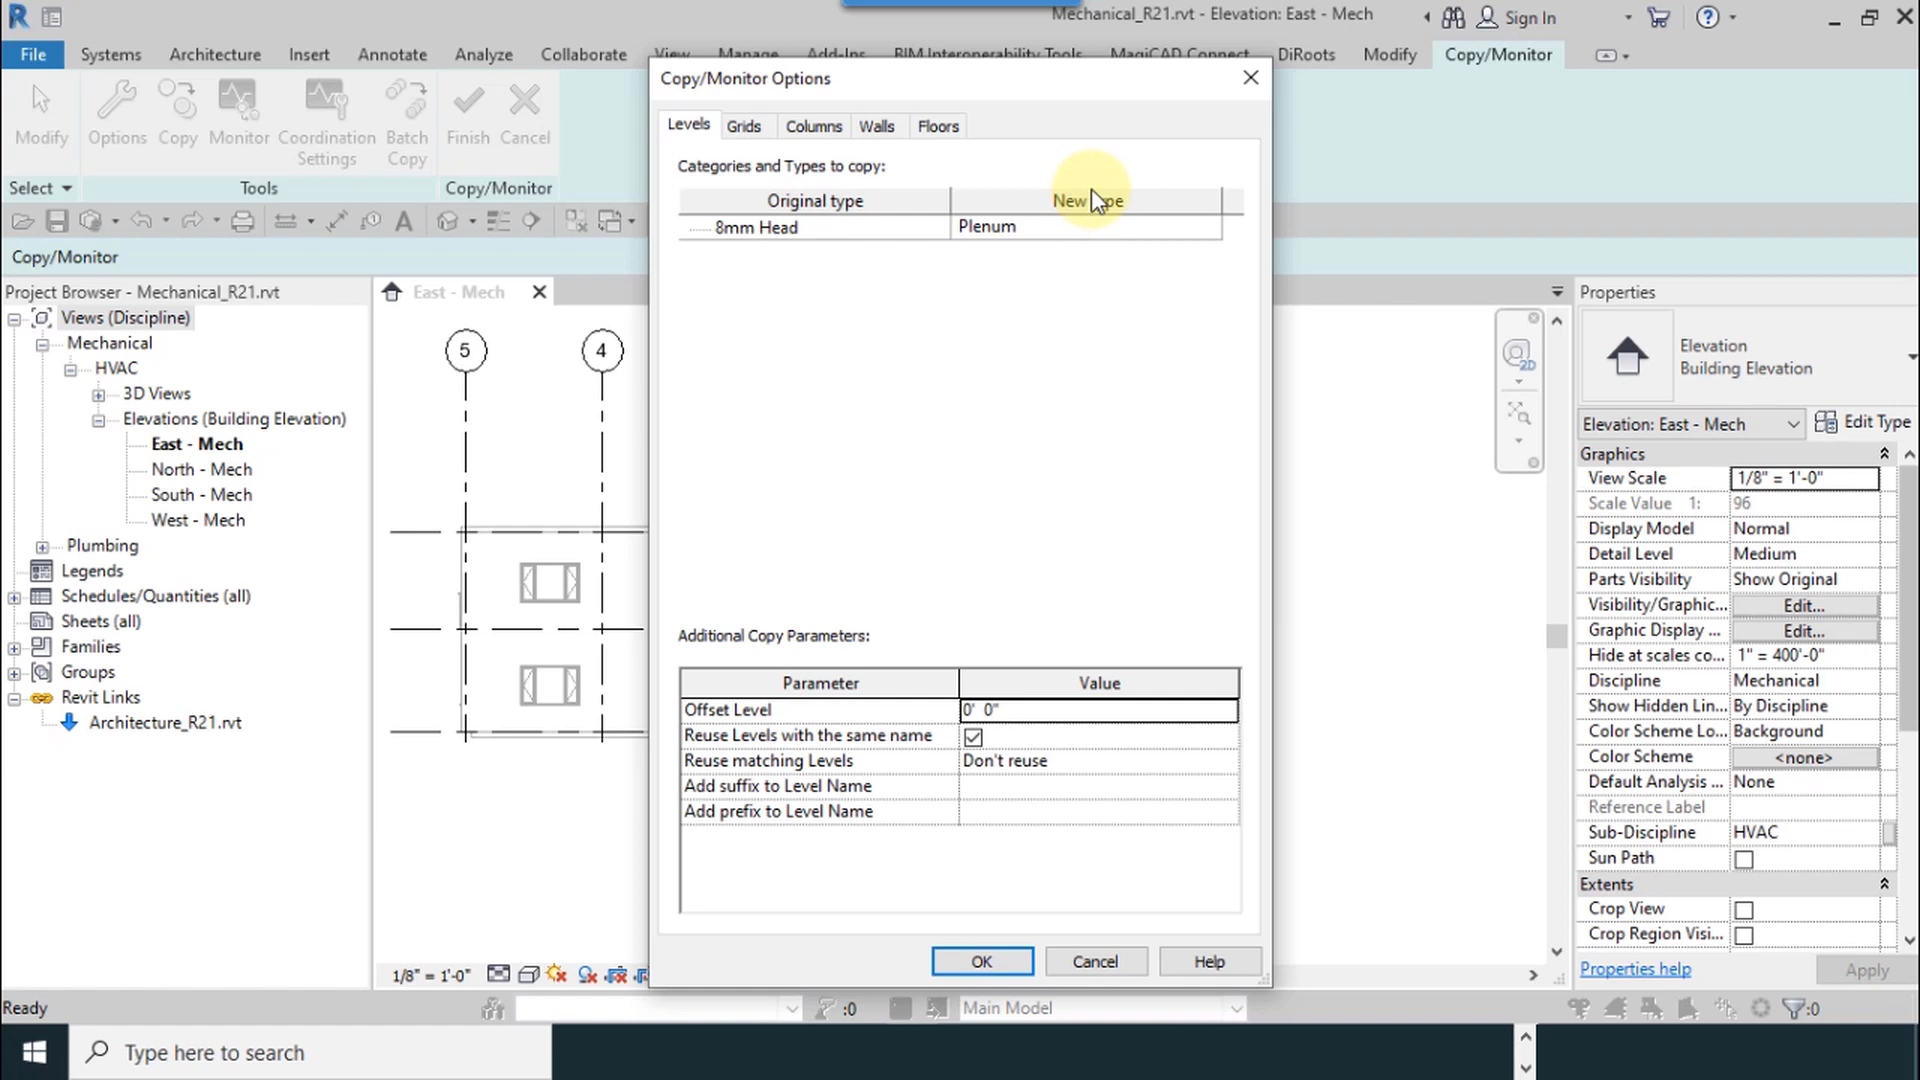 Mechanical_R21.rvt - Elevation: East - Mech
Sign In
File Systems Architecture Insert Annotate Analyze Collaborate View Manage Add-Ins BIM Interoperability Tools MagiCAD Connect DiRoots Modify Copy/Monitor
Modify Options Copy Monitor Coordination Settings Batch Copy Finish Cancel
Select Tools Copy/Monitor
Copy/Monitor
Project Browser - Mechanical_R21.rvt
Views (Discipline)
Mechanical
HVAC
3D Views
Elevations (Building Elevation)
East - Mech
North - Mech
South - Mech
West - Mech
Plumbing
Legends
Schedules/Quantities (all)
Sheets (all)
Families
Groups
Revit Links
Architecture_R21.rvt
East - Mech
5 4
1/8" = 1'-0"
Copy/Monitor Options
Levels Grids Columns Walls Floors
Categories and Types to copy:
Original type New type
8mm Head Plenum
Additional Copy Parameters:
Parameter Value
Offset Level 0' 0"
Reuse Levels with the same name
Reuse matching Levels Don't reuse
Add suffix to Level Name
Add prefix to Level Name
OK Cancel Help
2D
Properties
Elevation
Building Elevation
Elevation: East - Mech Edit Type
Graphics
View Scale 1/8" = 1'-0"
Scale Value 1: 96
Display Model Normal
Detail Level Medium
Parts Visibility Show Original
Visibility/Graphic... Edit...
Graphic Display ... Edit...
Hide at scales co... 1" = 400'-0"
Discipline Mechanical
Show Hidden Lin... By Discipline
Color Scheme Lo... Background
Color Scheme <none>
Default Analysis ... None
Reference Label
Sub-Discipline HVAC
Sun Path
Extents
Crop View
Crop Region Visi...
Properties help Apply
Ready :0 Main Model :0
Type here to search